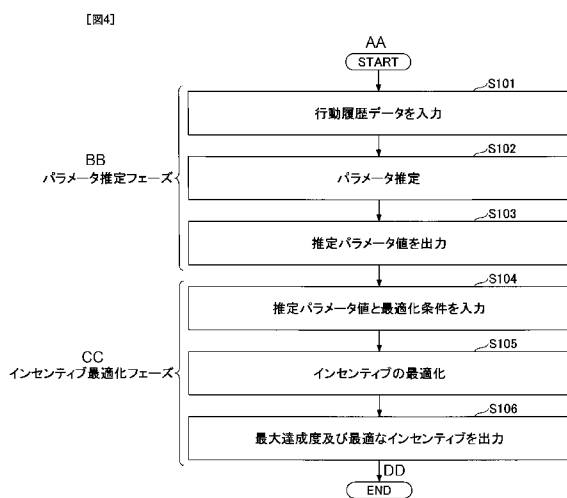 [図4]
AA
START
S101
行動履歴データを入力
S102
BB
パラメータ推定フェーズ
パラメータ推定
S103
推定パラメータ値を出力
S104
推定パラメータ値と最適化条件を入力
S105
CC
インセンティブ最適化フェーズ
インセンティブの最適化
S106
最大達成度及び最適なインセンティブを出力
DD
END